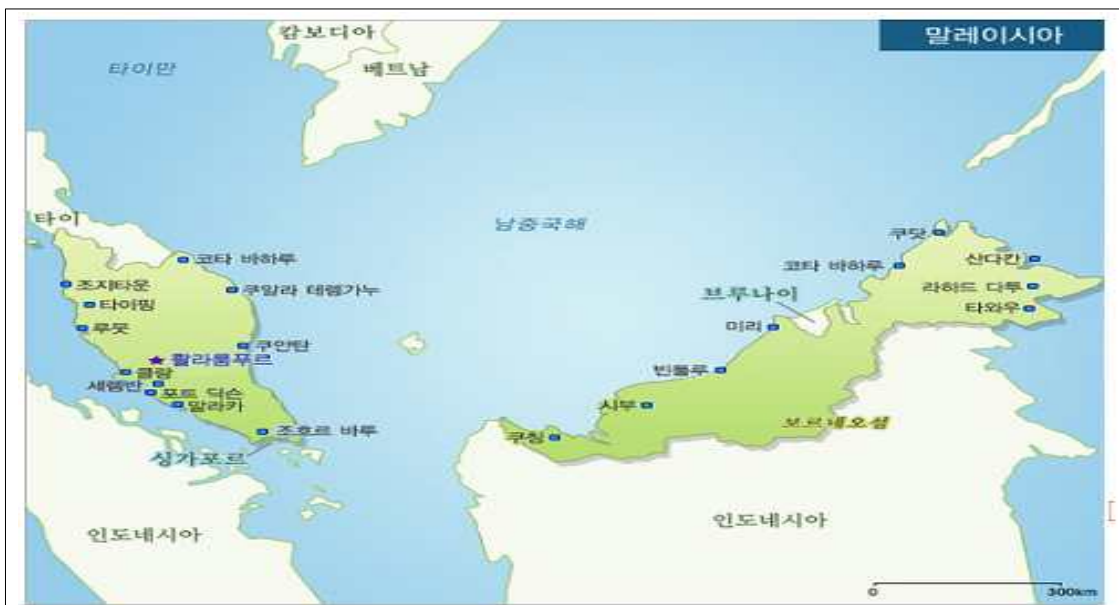 캄보디아
말레이시아
타이만
베트남
타이
남중국해
쿠닷
코타 바하루
코타 바하루
산다칸
조지타운
쿠알라 테렝가누
브루나이
라하드 다투
타이핑
타와우
루뭇
미리
쿠안탄
콸라룸푸르
클랑
빈툴루
세렘반
포트 딕슨
말라카
시부
보르네오섬
조호르 바루
쿠칭
싱가포르
인도네시아
인도네시아
0 300km